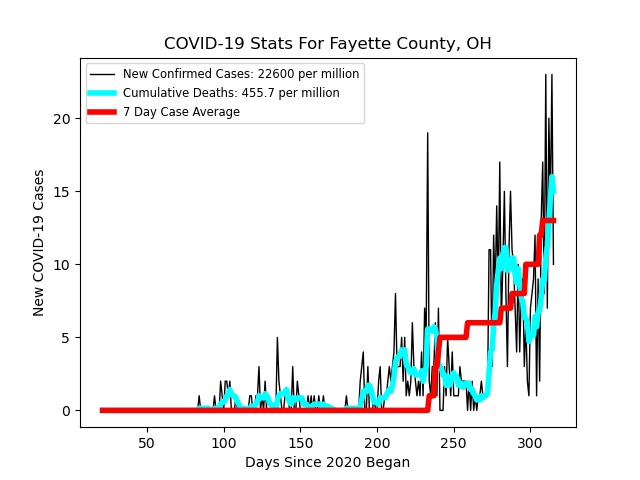 COVID-19 Stats For Fayette County, OH
New Confirmed Cases: 22600 per million
Cumulative Deaths: 455.7 per million
7 Day Case Average
New COVID-19 Cases
20
15
10
5
0
50 100 150 200 250 300
Days Since 2020 Began